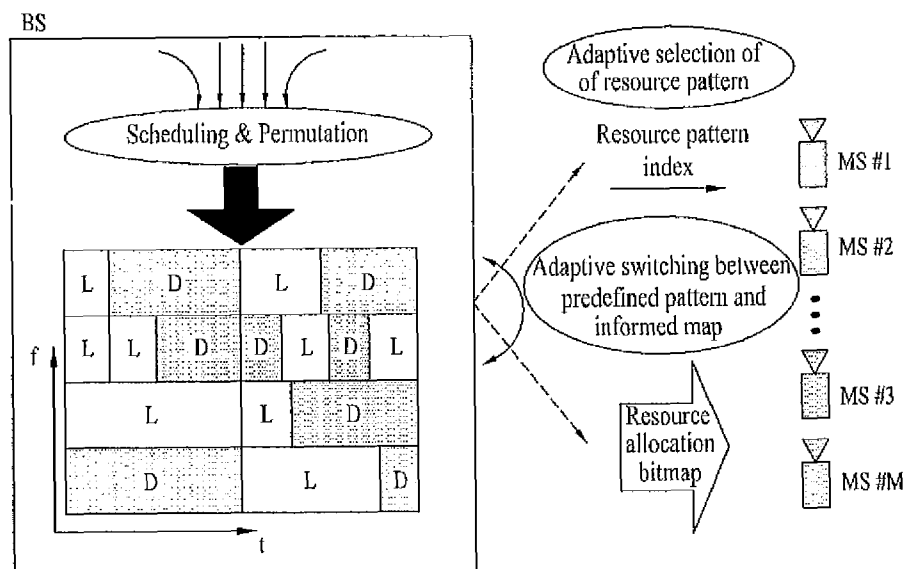 BS
Scheduling & Permutation
L D L D
L L D D L D L
L L D
D L D
f
t
Adaptive selection of
of resource pattern
Resource pattern
index
Adaptive switching between
predefined pattern and
informed map
Resource
allocation
bitmap
MS #1
MS #2
MS #3
MS #M